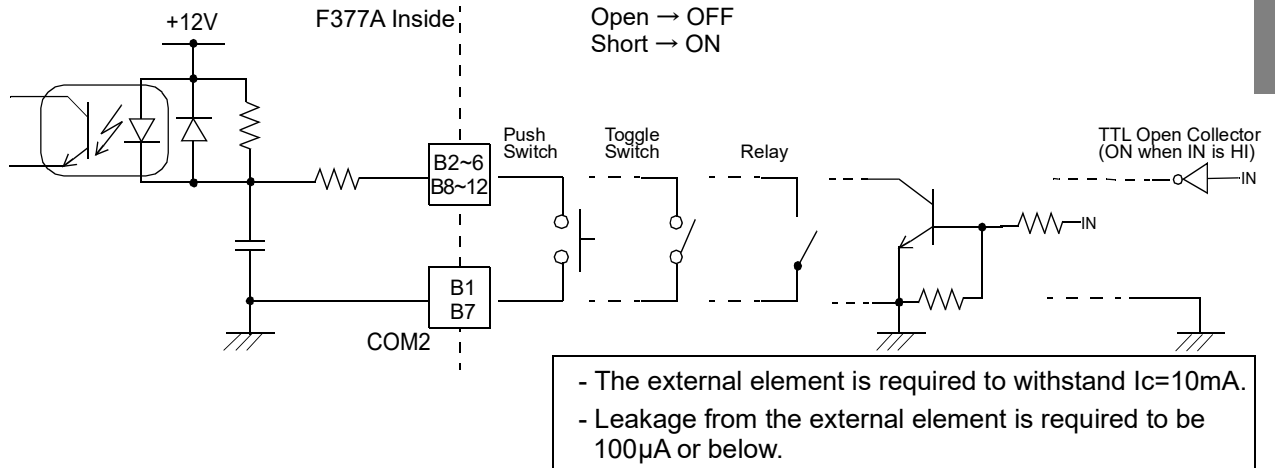 +12V
F377A Inside
Open → OFF
Short → ON
Push
Switch
Toggle
Switch
Relay
TTL Open Collector
(ON when IN is HI)
B2~6
B8~12
IN
IN
B1
B7
COM2
- The external element is required to withstand Ic=10mA.
- Leakage from the external element is required to be
100µA or below.